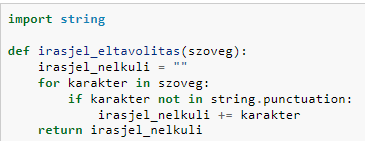 import string
def irasjel_eltavolitas(szoveg):
    irasjel_nelkuli = ""
    for karakter in szoveg:
        if karakter not in string.punctuation:
            irasjel_nelkuli += karakter
    return irasjel_nelkuli